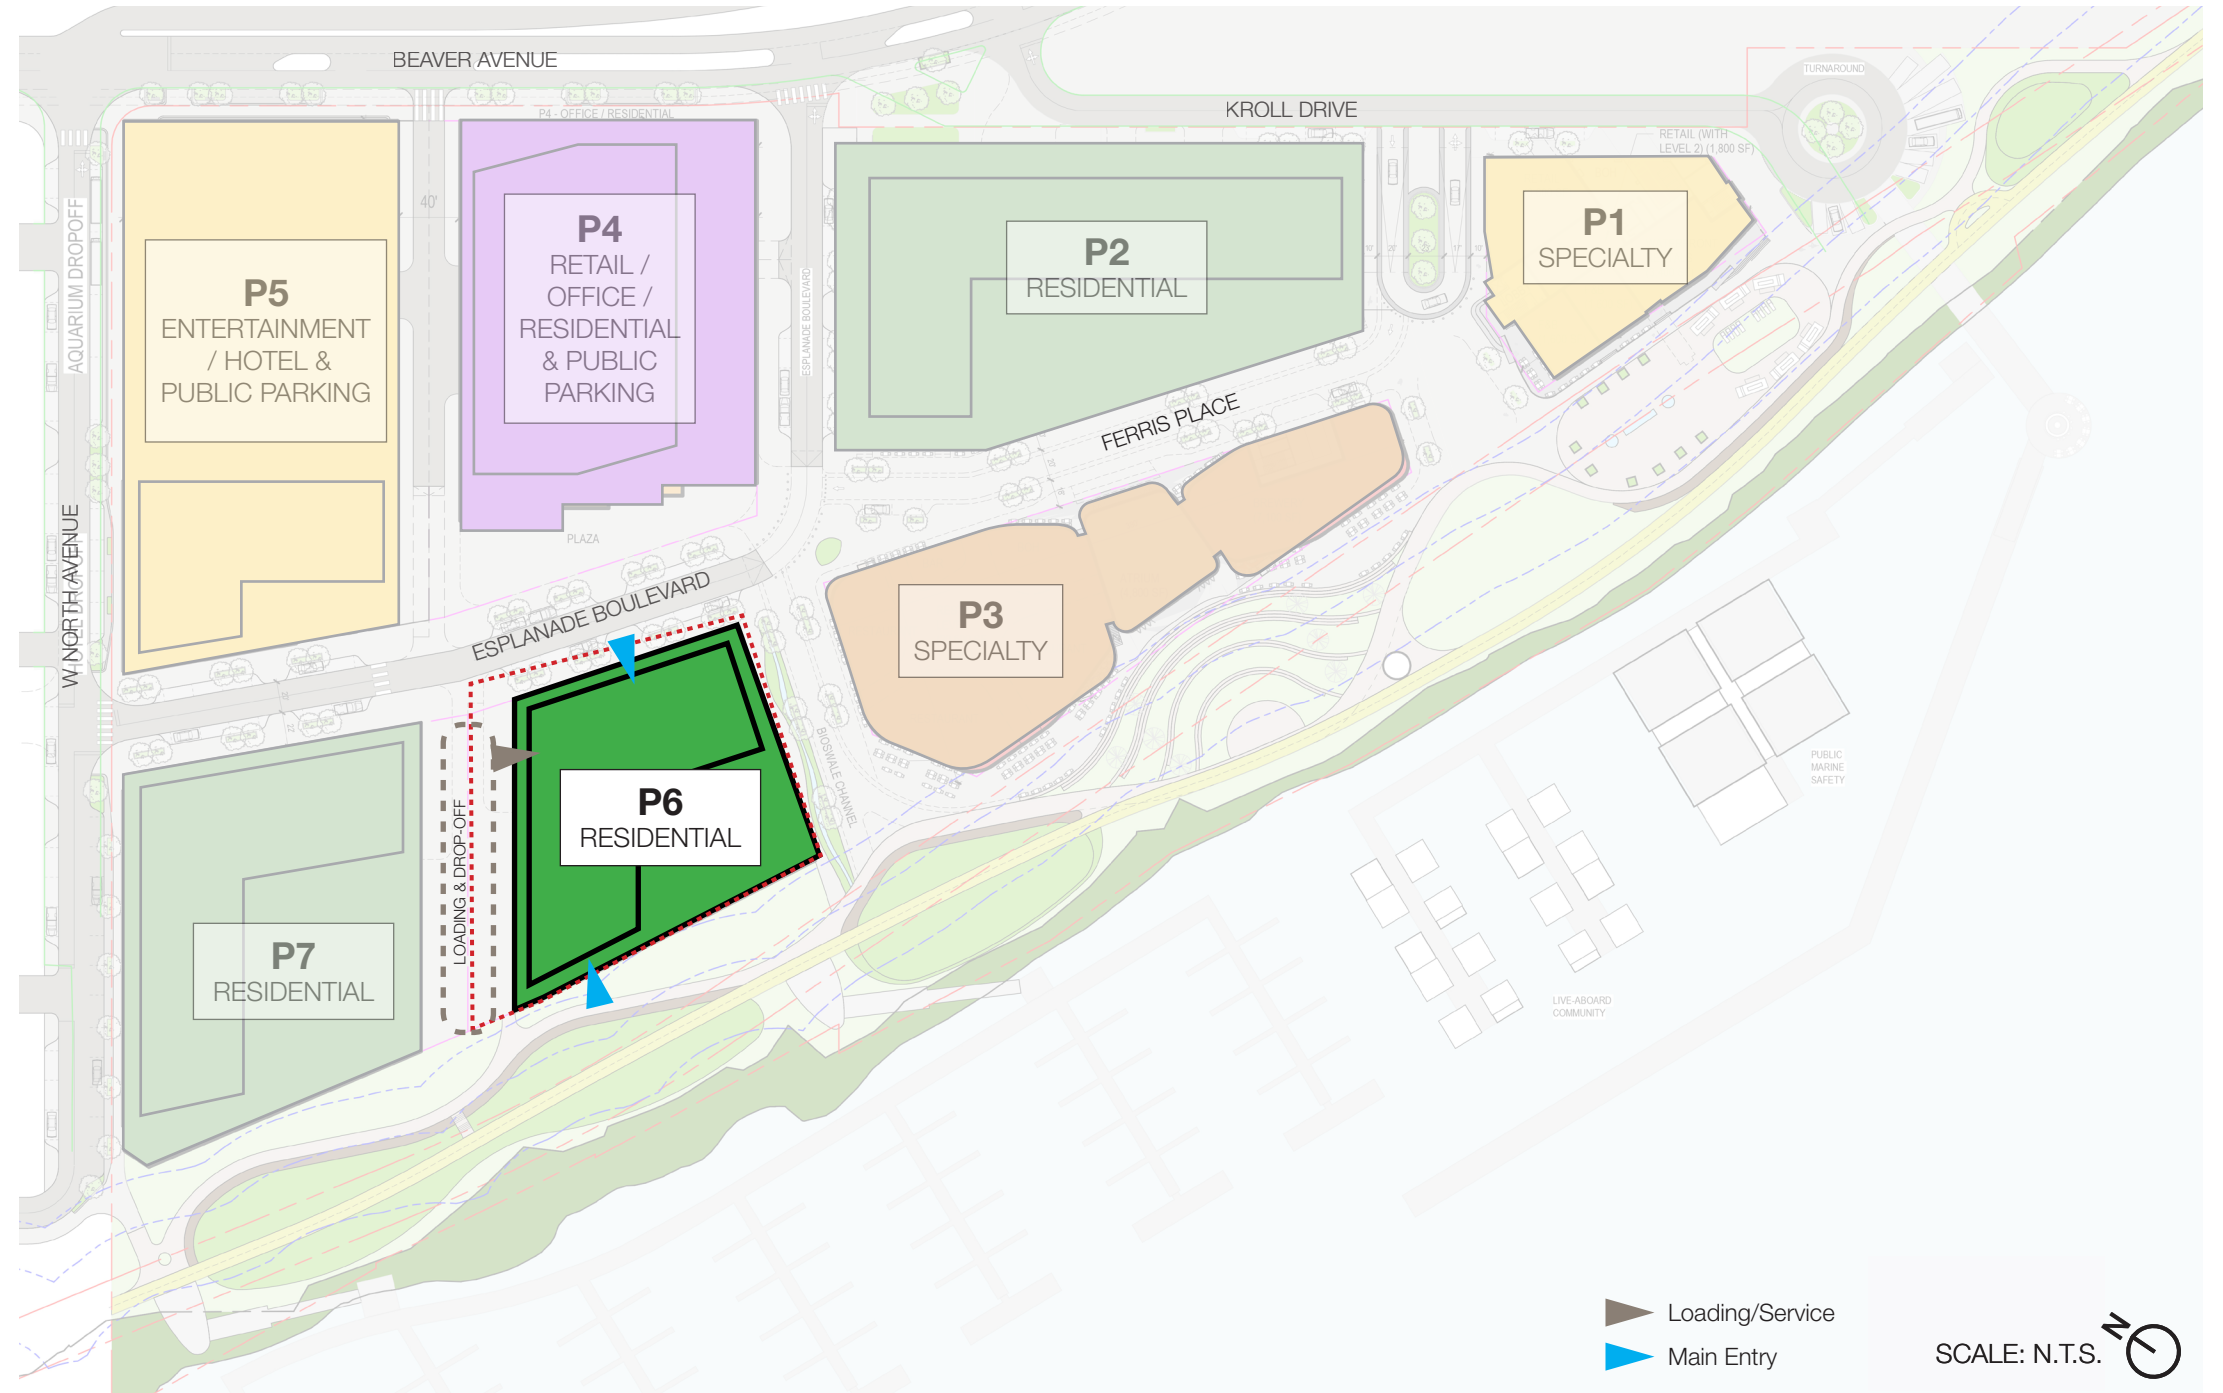 BEAVER AVENUE
TURNAROUND
KROLL DRIVE
P4 - OFFICE / RESIDENTIAL
RETAIL (WITH
LEVEL 2) (1,800 SF)
AQUARIUM DROPOFF
40'
P5
ENTERTAINMENT
/ HOTEL &
PUBLIC PARKING
P4
RETAIL /
OFFICE /
RESIDENTIAL
& PUBLIC
PARKING
ESPLANADE BOULEVARD
P2
RESIDENTIAL
P1
SPECIALTY
FERRIS PLACE
W. NORTH AVENUE
PLAZA
ESPLANADE BOULEVARD
P3
SPECIALTY
BIOSWALE CHANNEL
LOADING & DROP-OFF
P6
RESIDENTIAL
P7
RESIDENTIAL
PUBLIC
MARINE
SAFETY
LIVE-ABOARD
COMMUNITY
Loading/Service
Main Entry
SCALE: N.T.S.
N